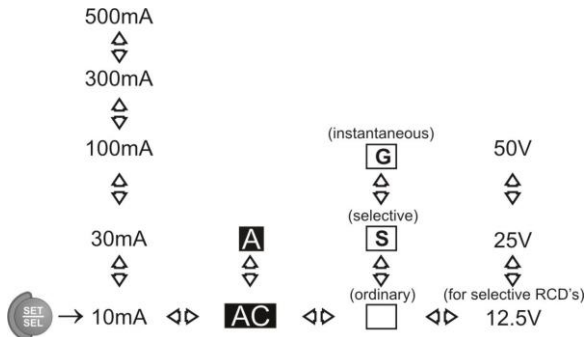 500mA
300mA
(instantaneous)
100mA G 50V
(selective)
30mA A S 25V
(ordinary) (for selective RCD's)
SET
SEL
10mA AC 12.5V